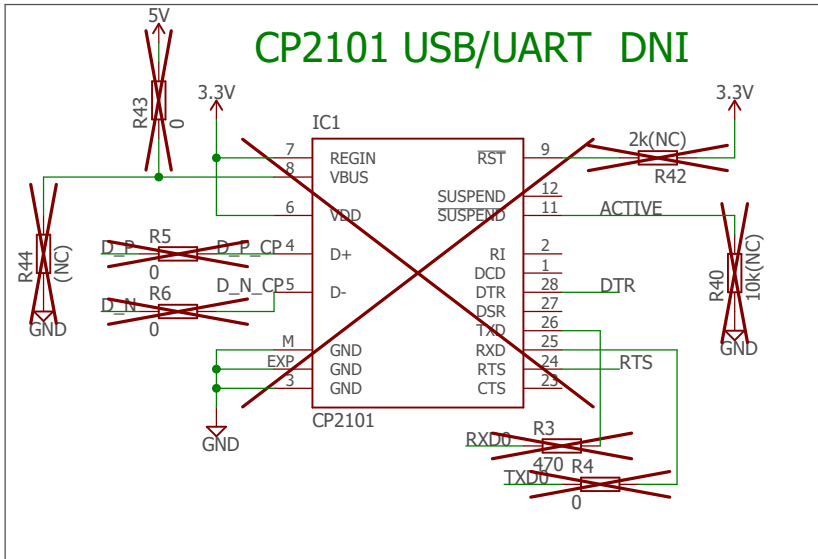 5V
CP2101 USB/UART DNI
R43
0
3.3V
3.3V
IC1
2k(NC)
R42
7
REGIN
RST
9
8
VBUS
SUSPEND
12
6
VDD
SUSPEND
11
ACTIVE
D_P
R5
0
D_P_CP
4
D+
RI
2
R44
(NC)
DCD
1
R40
10k(NC)
D_N
R6
0
D_N_CP
5
D-
DTR
28
DTR
DSR
27
TXD
26
GND
M
GND
RXD
25
GND
EXP
GND
RTS
24
RTS
3
GND
CTS
23
GND
CP2101
RXD0
R3
470
TXD0
R4
0